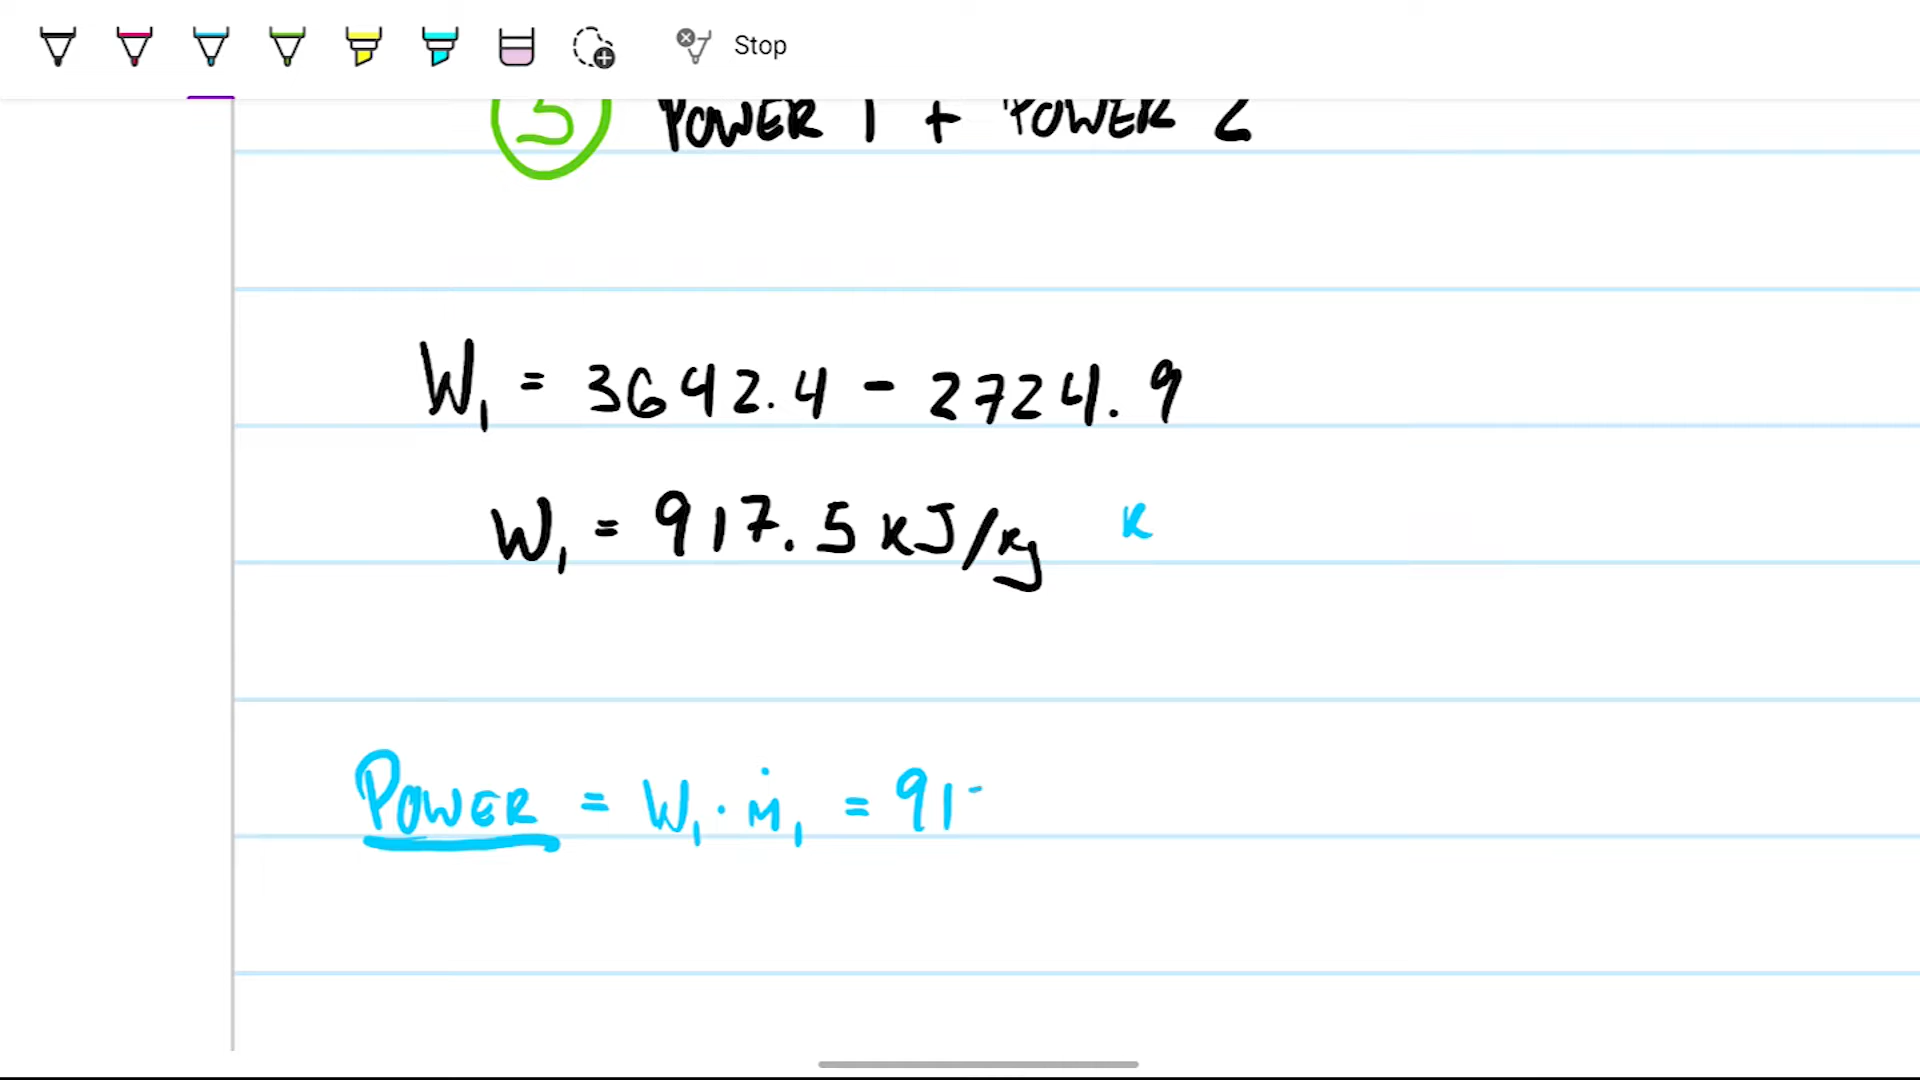 Stop
5 POWER 1 + POWER 2
W₁ = 3642.4 - 2724.9
W₁ = 917.5 kJ/kg K
POWER = W₁ · ṁ₁ = 91